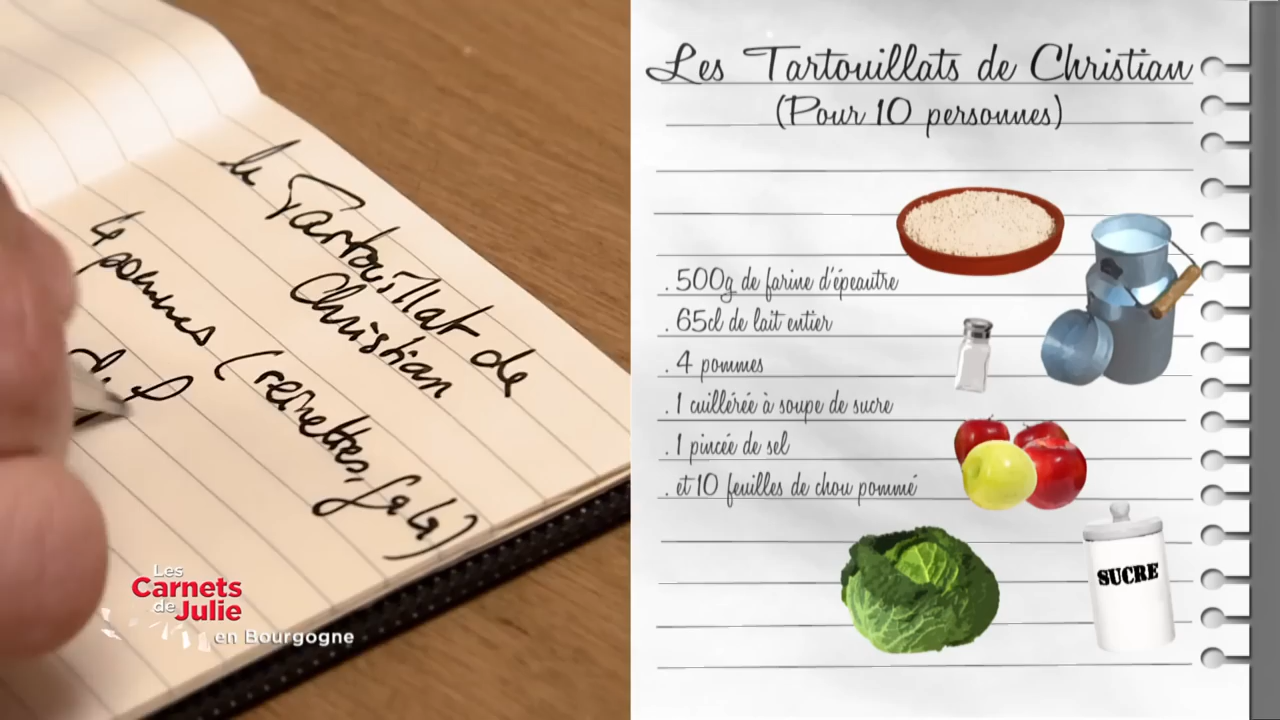 le Tartouillat de
Christian
4 pommes (reinettes, gala)
Les
Carnets
de Julie
en Bourgogne
Les Tartouillats de Christian
(Pour 10 personnes)
. 500g de farine d'épeautre
. 65cl de lait entier
. 4 pommes
. 1 cuillérée à soupe de sucre
. 1 pincée de sel
. et 10 feuilles de chou pommé
SUCRE